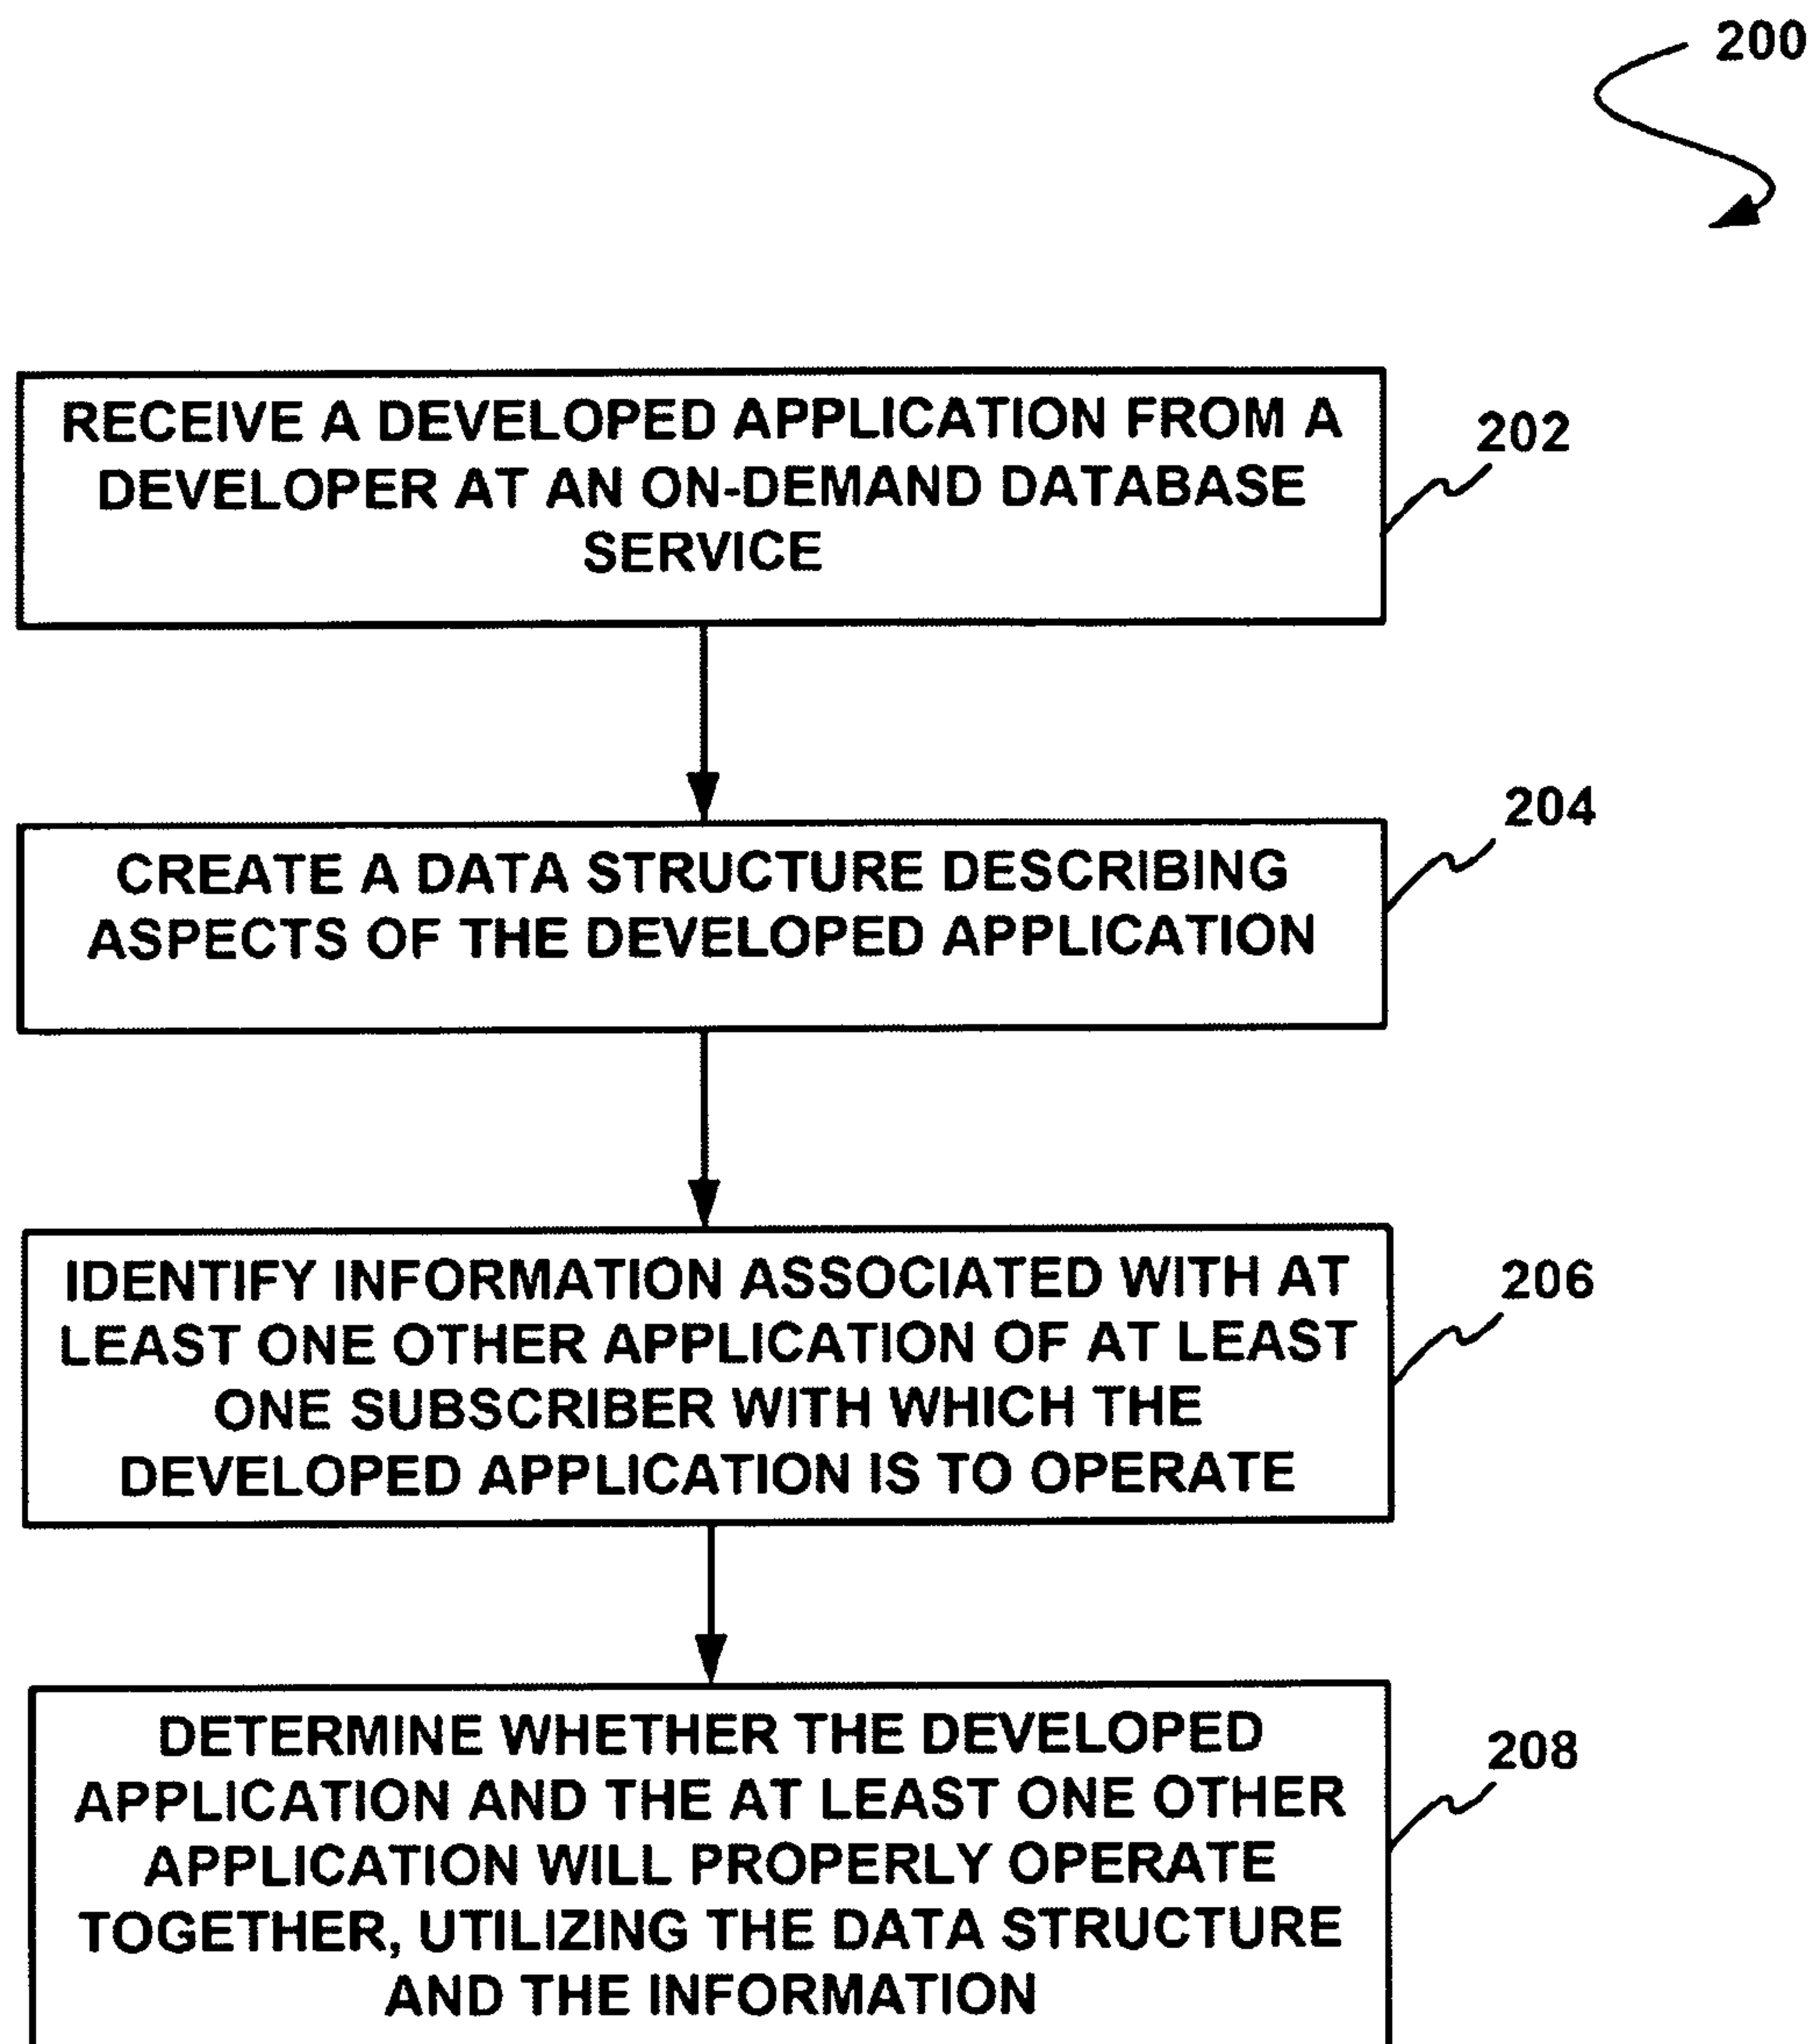 200
RECEIVE A DEVELOPED APPLICATION FROM A
DEVELOPER AT AN ON-DEMAND DATABASE
SERVICE
202
CREATE A DATA STRUCTURE DESCRIBING
ASPECTS OF THE DEVELOPED APPLICATION
204
IDENTIFY INFORMATION ASSOCIATED WITH AT
LEAST ONE OTHER APPLICATION OF AT LEAST
ONE SUBSCRIBER WITH WHICH THE
DEVELOPED APPLICATION IS TO OPERATE
206
DETERMINE WHETHER THE DEVELOPED
APPLICATION AND THE AT LEAST ONE OTHER
APPLICATION WILL PROPERLY OPERATE
TOGETHER, UTILIZING THE DATA STRUCTURE
AND THE INFORMATION
208